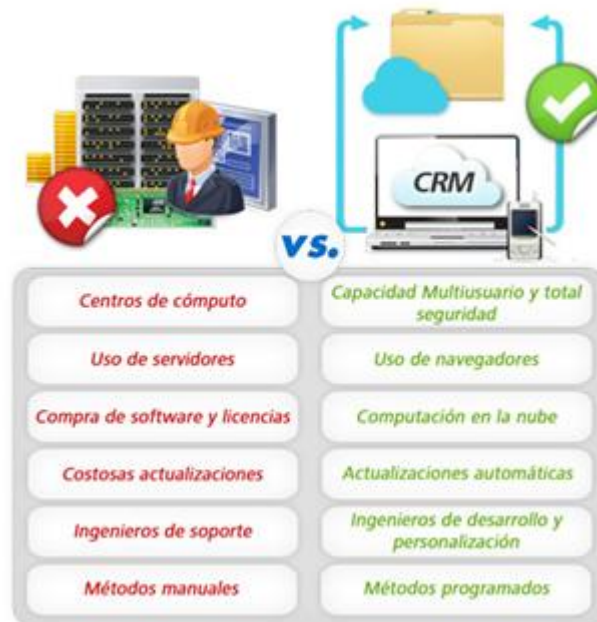 CRM
vs.
Centros de cómputo
Capacidad Multiusuario y total
seguridad
Uso de servidores
Uso de navegadores
Compra de software y licencias
Computación en la nube
Costosas actualizaciones
Actualizaciones automáticas
Ingenieros de soporte
Ingenieros de desarrollo y
personalización
Métodos manuales
Métodos programados